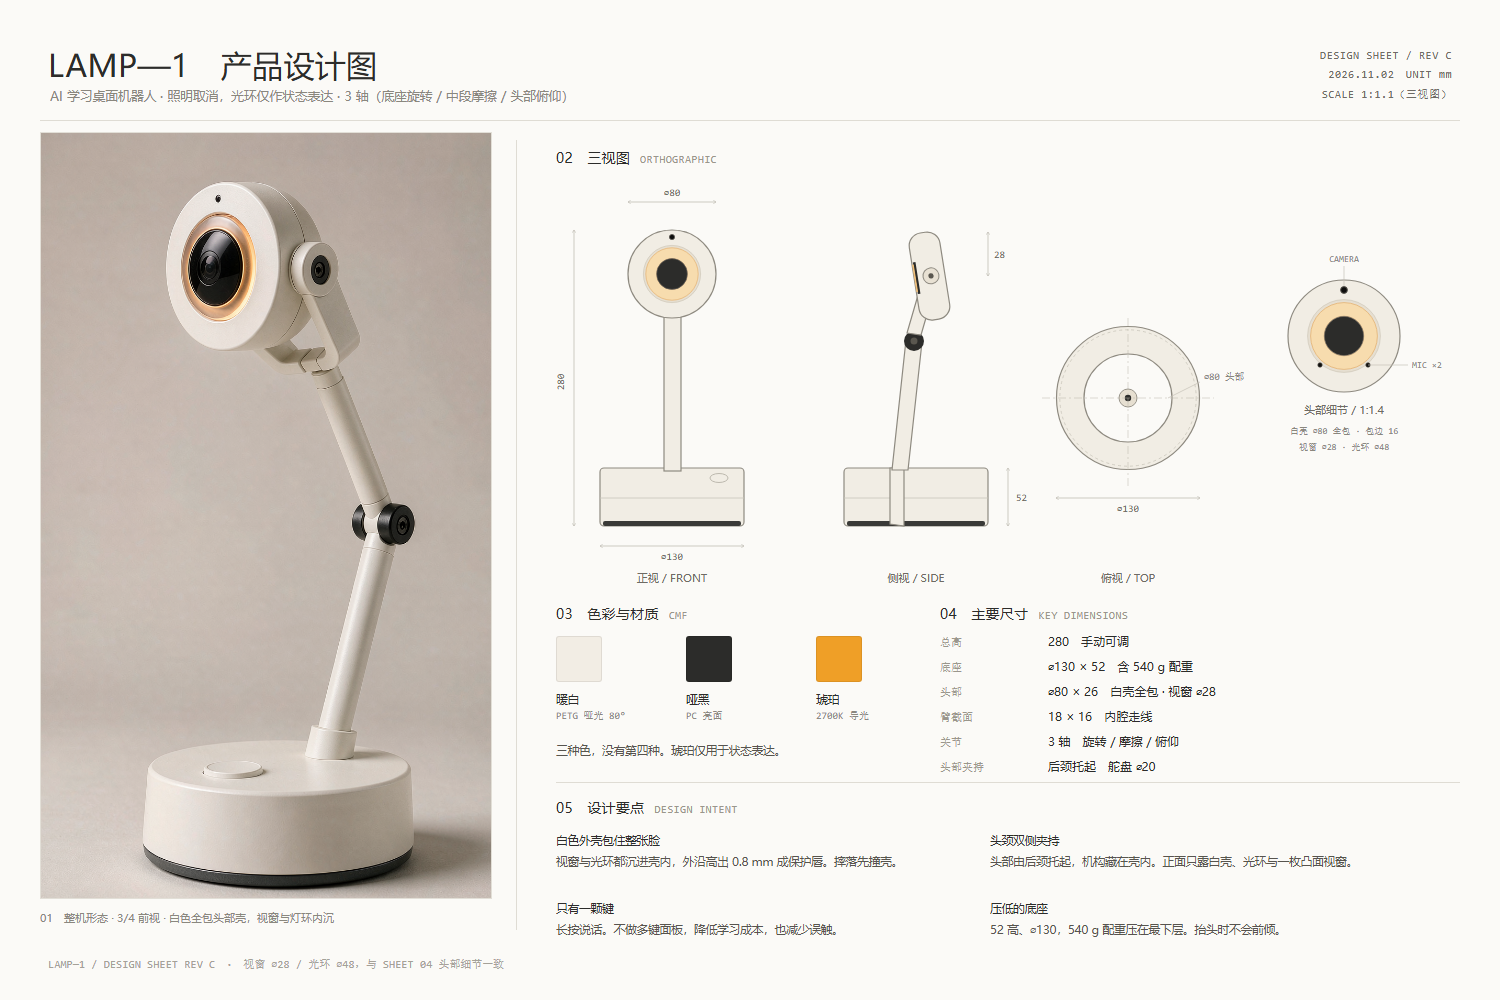 LAMP—1 产品设计图
AI 学习桌面机器人 · 照明取消，光环仅作状态表达 · 3 轴（底座旋转 / 中段摩擦 / 头部俯仰）
DESIGN SHEET / REV C
2026.11.02 UNIT mm
SCALE 1:1.1 (三视图)
01 整机形态 · 3/4 前视 · 白色全包头部壳，视窗与灯环内沉
02 三视图 ORTHOGRAPHIC
⌀80
280
⌀130
正视 / FRONT
28
52
侧视 / SIDE
⌀80 头部
⌀130
俯视 / TOP
CAMERA
MIC ×2
头部细节 / 1:1.4
白壳 ⌀80 全包 · 包边 16
视窗 ⌀28 · 光环 ⌀48
03 色彩与材质 CMF
暖白
PETG 哑光 80°
哑黑
PC 亮面
琥珀
2700K 导光
三种色，没有第四种。琥珀仅用于状态表达。
04 主要尺寸 KEY DIMENSIONS
总高 280 手动可调
底座 ⌀130 × 52 含 540 g 配重
头部 ⌀80 × 26 白壳全包 · 视窗 ⌀28
臂截面 18 × 16 内腔走线
关节 3 轴 旋转 / 摩擦 / 俯仰
头部夹持 后颈托起 舵盘 ⌀20
05 设计要点 DESIGN INTENT
白色外壳包住整张脸
视窗与光环都沉进壳内，外沿高出 0.8 mm 成保护唇。摔落先撞壳。
头颈双侧夹持
头部由后颈托起，机构藏在壳内。正面只露白壳、光环与一枚凸面视窗。
只有一颗键
长按说话。不做多键面板，降低学习成本，也减少误触。
压低的底座
52 高、⌀130，540 g 配重压在最下层。抬头时不会前倾。
LAMP—1 / DESIGN SHEET REV C · 视窗 ⌀28 / 光环 ⌀48，与 SHEET 04 头部细节一致